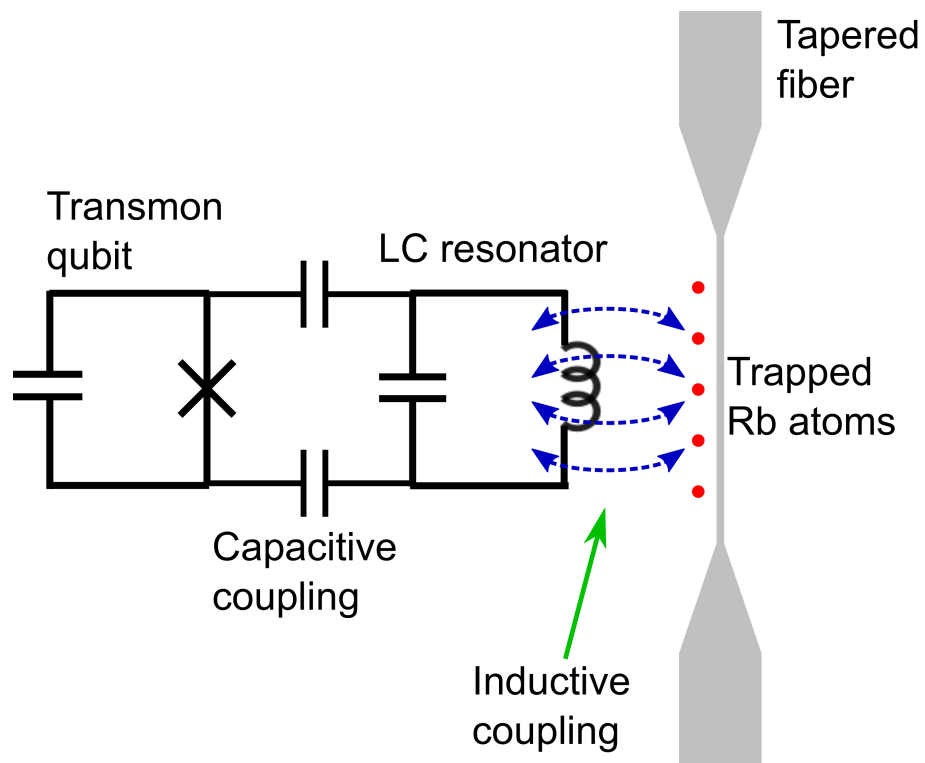 Tapered
fiber
Transmon
qubit
LC resonator
Trapped
Rb atoms
Capacitive
coupling
Inductive
coupling